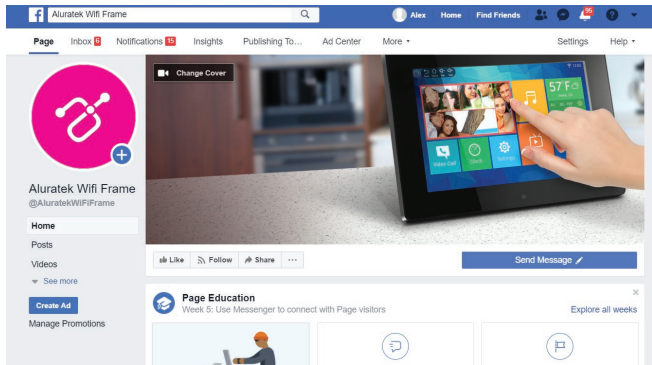 Aluratek Wifi Frame
Alex Home Find Friends 95
Page Inbox 6 Notifications 15 Insights Publishing To... Ad Center More Settings Help
Change Cover
57 F
Video Call Clock Settings
Aluratek Wifi Frame
@AluratekWiFiFrame
Home
Posts
Videos
See more
Create Ad
Manage Promotions
Like Follow Share ... Send Message
Page Education
Week 5: Use Messenger to connect with Page visitors Explore all weeks